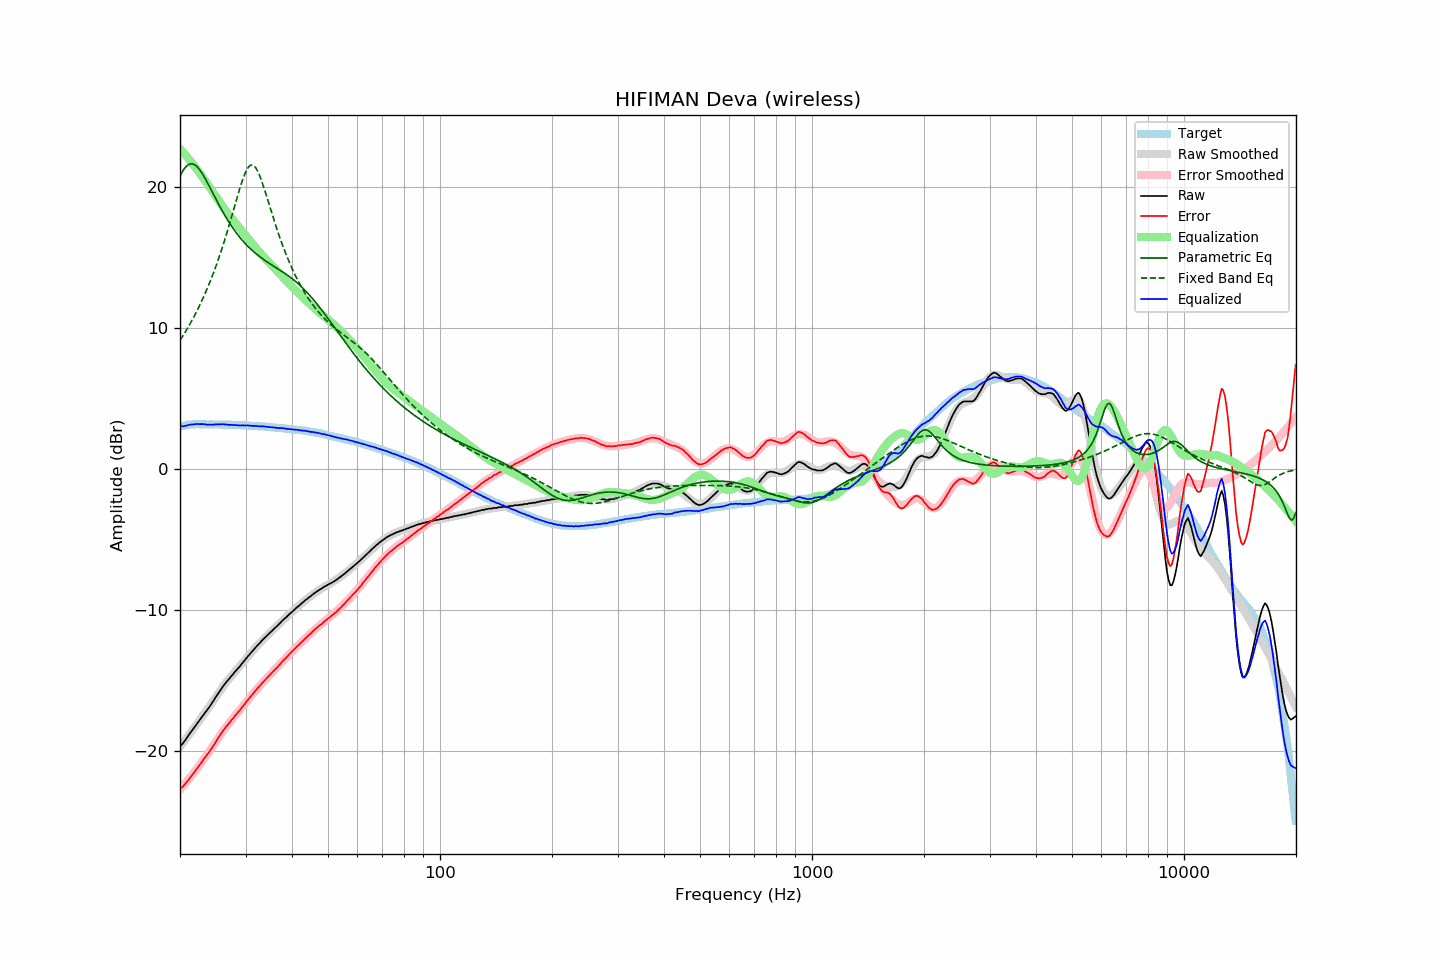 HIFIMAN Deva (wireless)
Target
Raw Smoothed
Error Smoothed
Raw
Error
Equalization
Parametric Eq
Fixed Band Eq
Equalized
Amplitude (dBr)
20
10
0
−10
−20
100
1000
10000
Frequency (Hz)